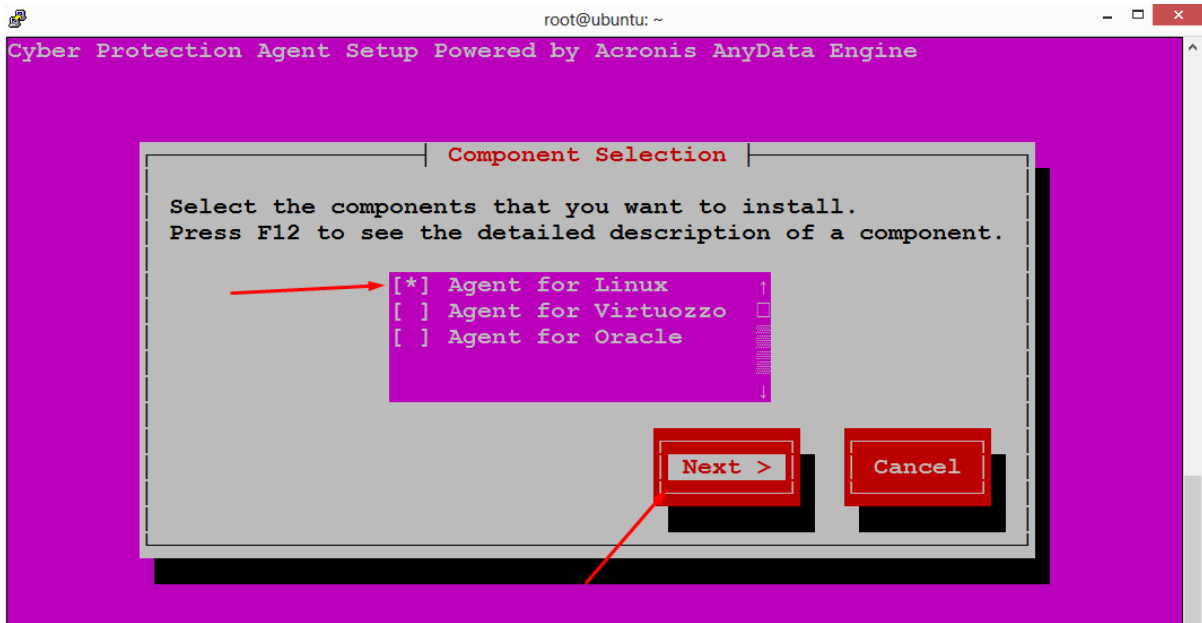 root@ubuntu: ~
Cyber Protection Agent Setup Powered by Acronis AnyData Engine
Component Selection
Select the components that you want to install.
Press F12 to see the detailed description of a component.
[*] Agent for Linux
[ ] Agent for Virtuozzo
[ ] Agent for Oracle
Next > Cancel